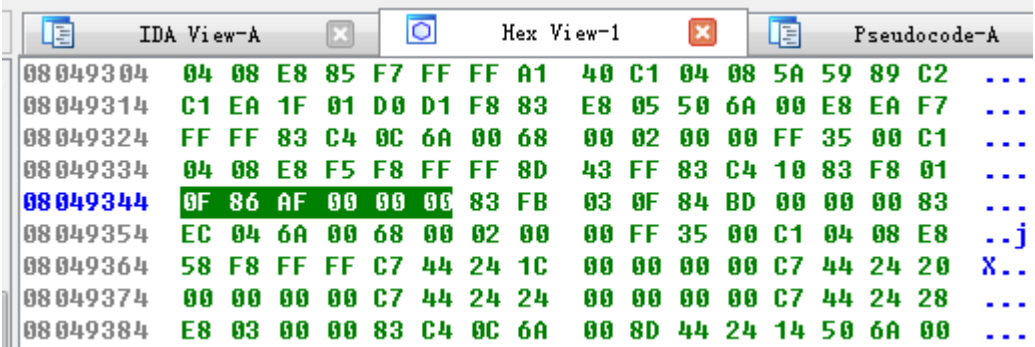 IDA View-A Hex View-1 Pseudocode-A
08049304 04 08 E8 85 F7 FF FF A1 40 C1 04 08 5A 59 89 C2 ...
08049314 C1 EA 1F 01 D0 D1 F8 83 E8 05 50 6A 00 E8 EA F7 ...
08049324 FF FF 83 C4 0C 6A 00 68 00 02 00 00 FF 35 00 C1 ...
08049334 04 08 E8 F5 F8 FF FF 8D 43 FF 83 C4 10 83 F8 01 ...
08049344 0F 86 AF 00 00 00 83 FB 03 0F 84 BD 00 00 00 83 ...
08049354 EC 04 6A 00 68 00 02 00 00 FF 35 00 C1 04 08 E8 ..j
08049364 58 F8 FF FF C7 44 24 1C 00 00 00 00 C7 44 24 20 X..
08049374 00 00 00 00 C7 44 24 24 00 00 00 00 C7 44 24 28 ...
08049384 E8 03 00 00 83 C4 0C 6A 00 8D 44 24 14 50 6A 00 ...